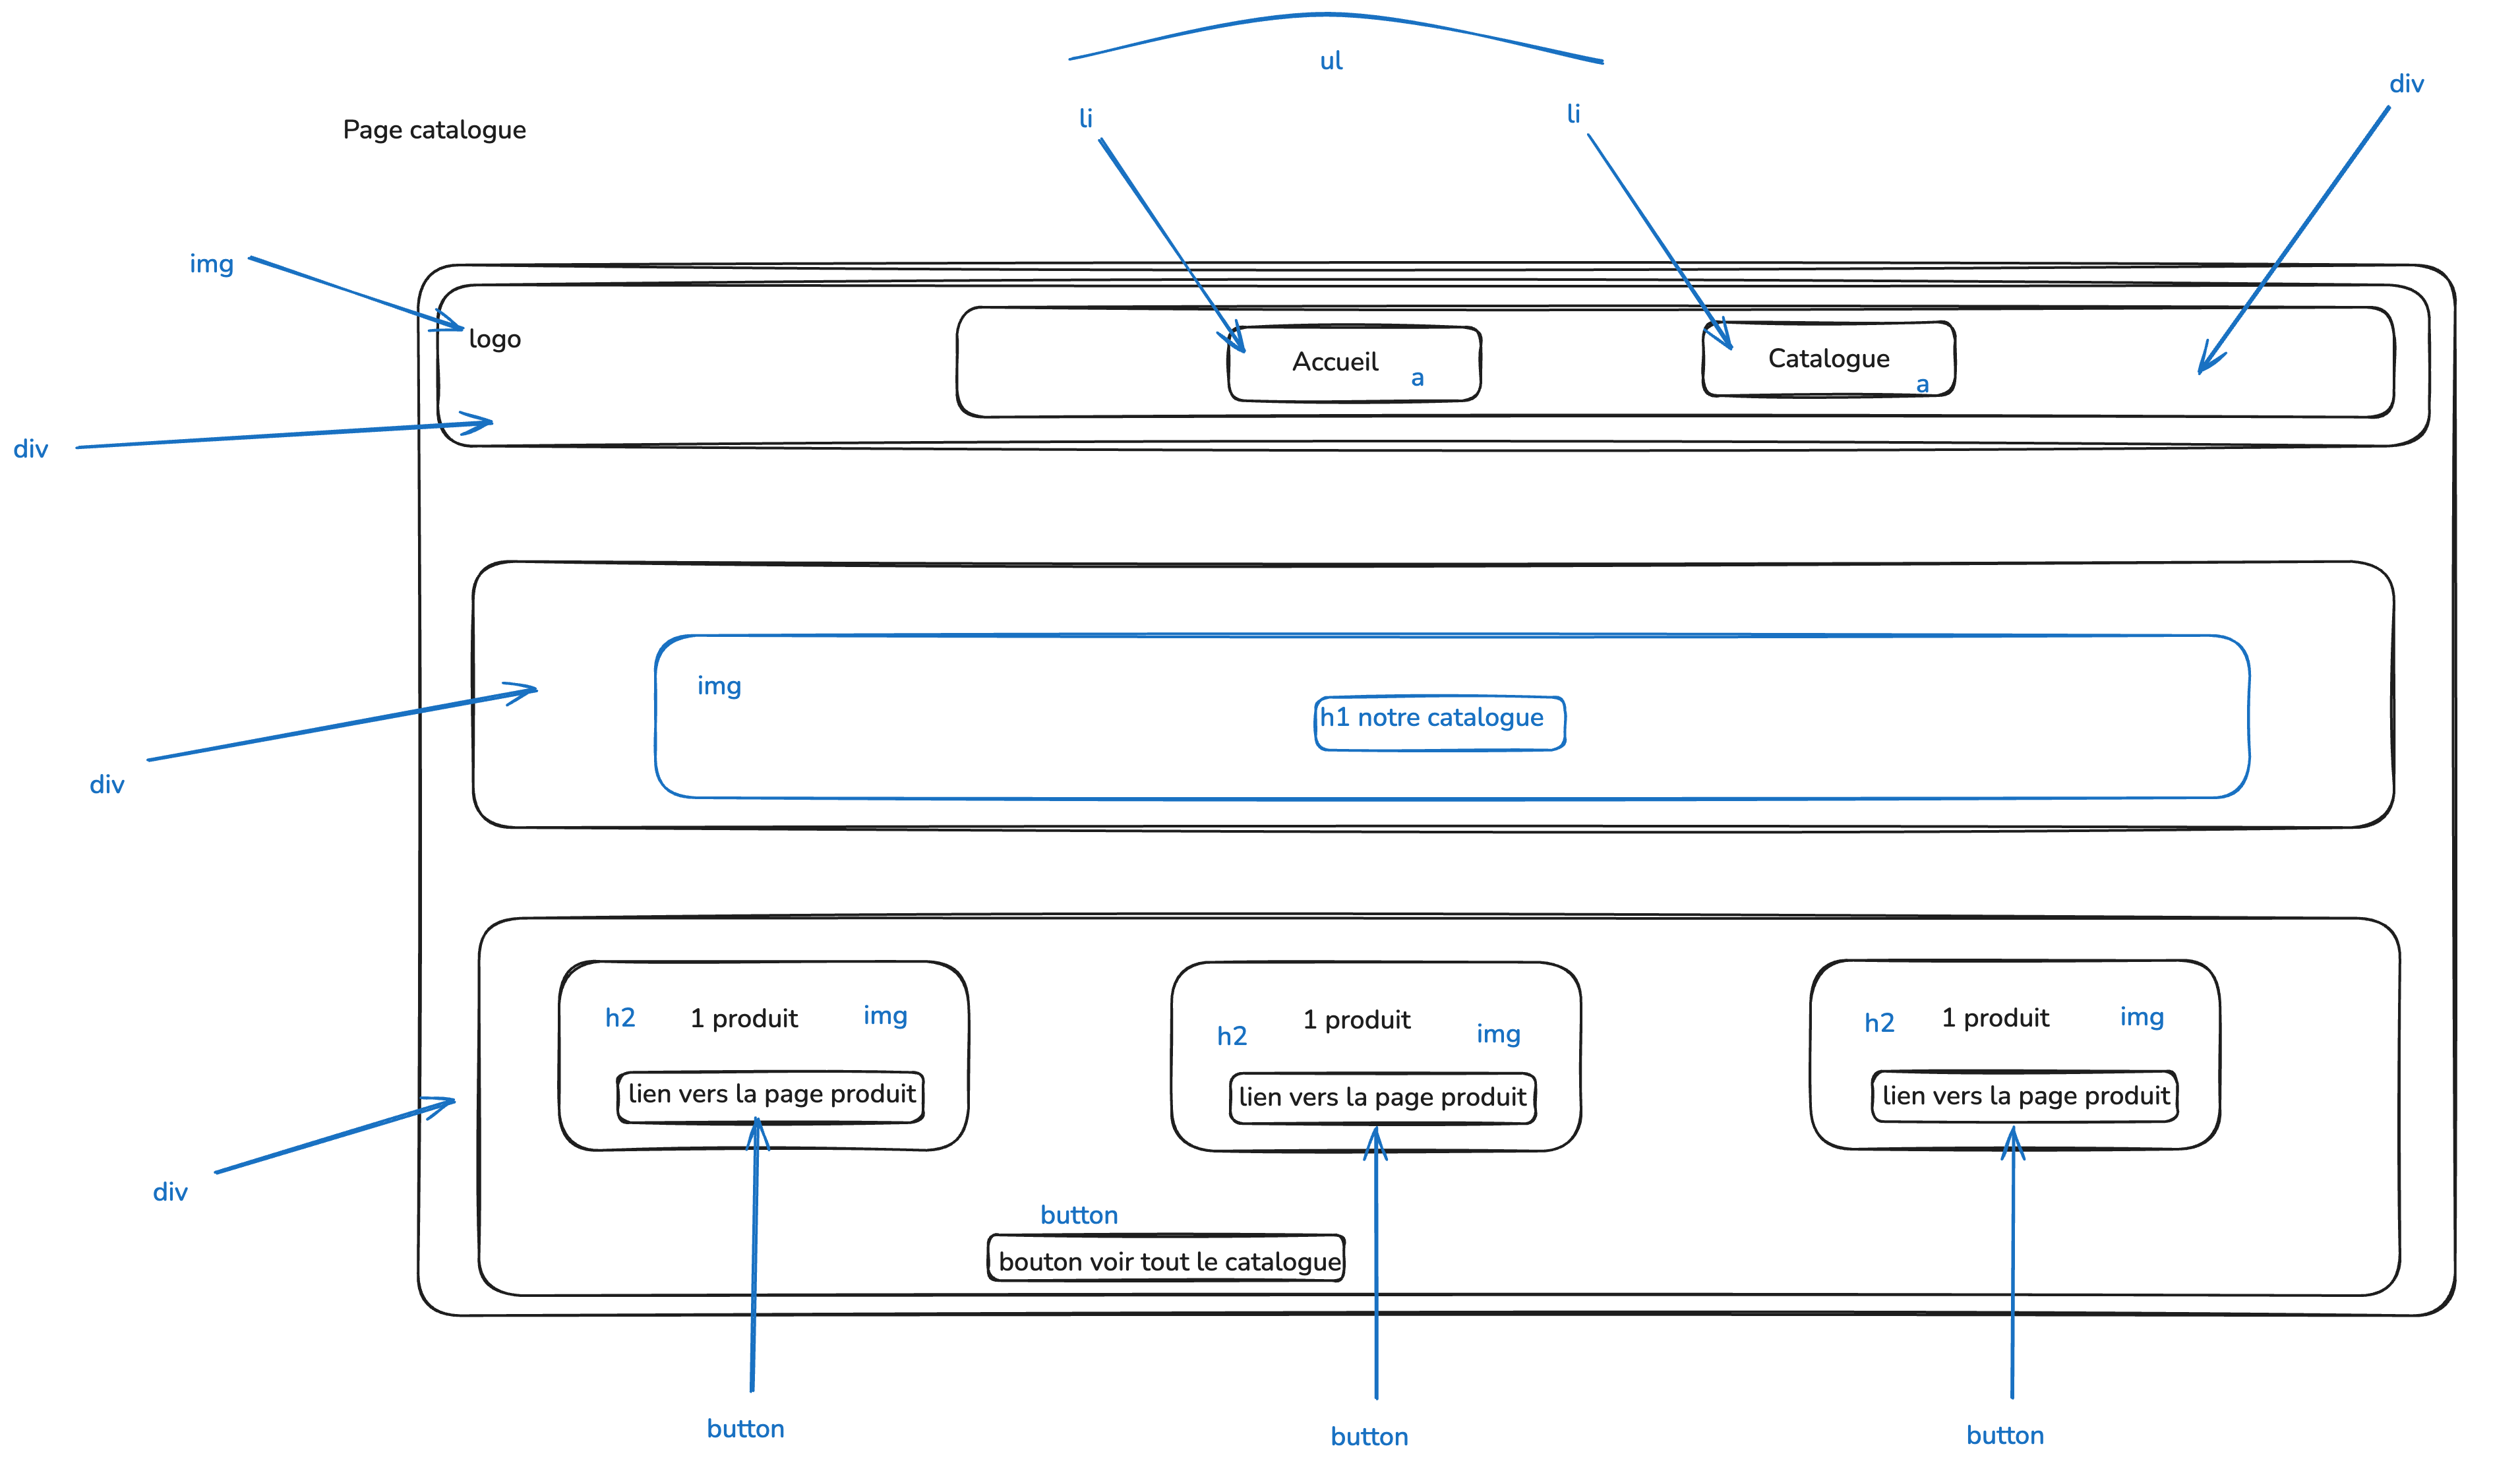 ul
div
li
li
Page catalogue
img
logo
Accueil
a
Catalogue
a
div
img
h1 notre catalogue
div
h2
1 produit
img
h2
1 produit
img
h2
1 produit
img
lien vers la page produit
lien vers la page produit
lien vers la page produit
div
button
bouton voir tout le catalogue
button
button
button